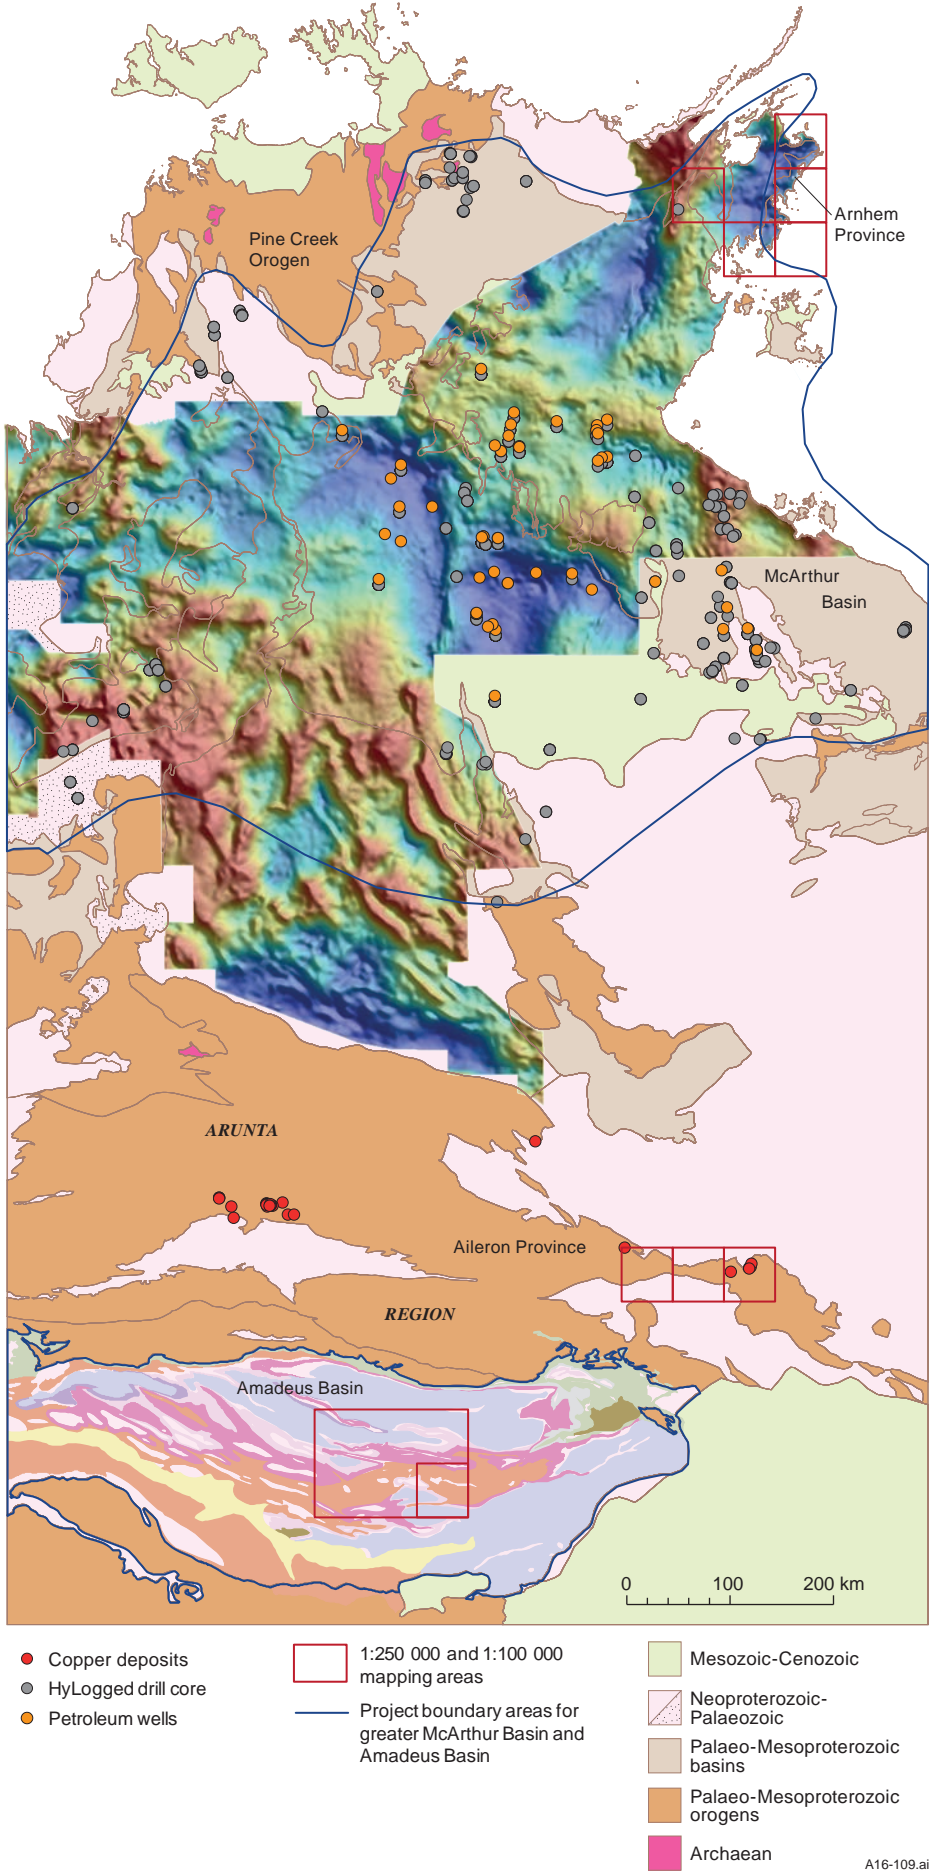 Arnhem
Province
Pine Creek
Orogen
McArthur
Basin
ARUNTA
Aileron Province
REGION
Amadeus Basin
0 100 200 km
Copper deposits
HyLogged drill core
Petroleum wells
1:250 000 and 1:100 000
mapping areas
Project boundary areas for
greater McArthur Basin and
Amadeus Basin
Mesozoic-Cenozoic
Neoproterozoic-
Palaeozoic
Palaeo-Mesoproterozoic
basins
Palaeo-Mesoproterozoic
orogens
Archaean
A16-109.ai